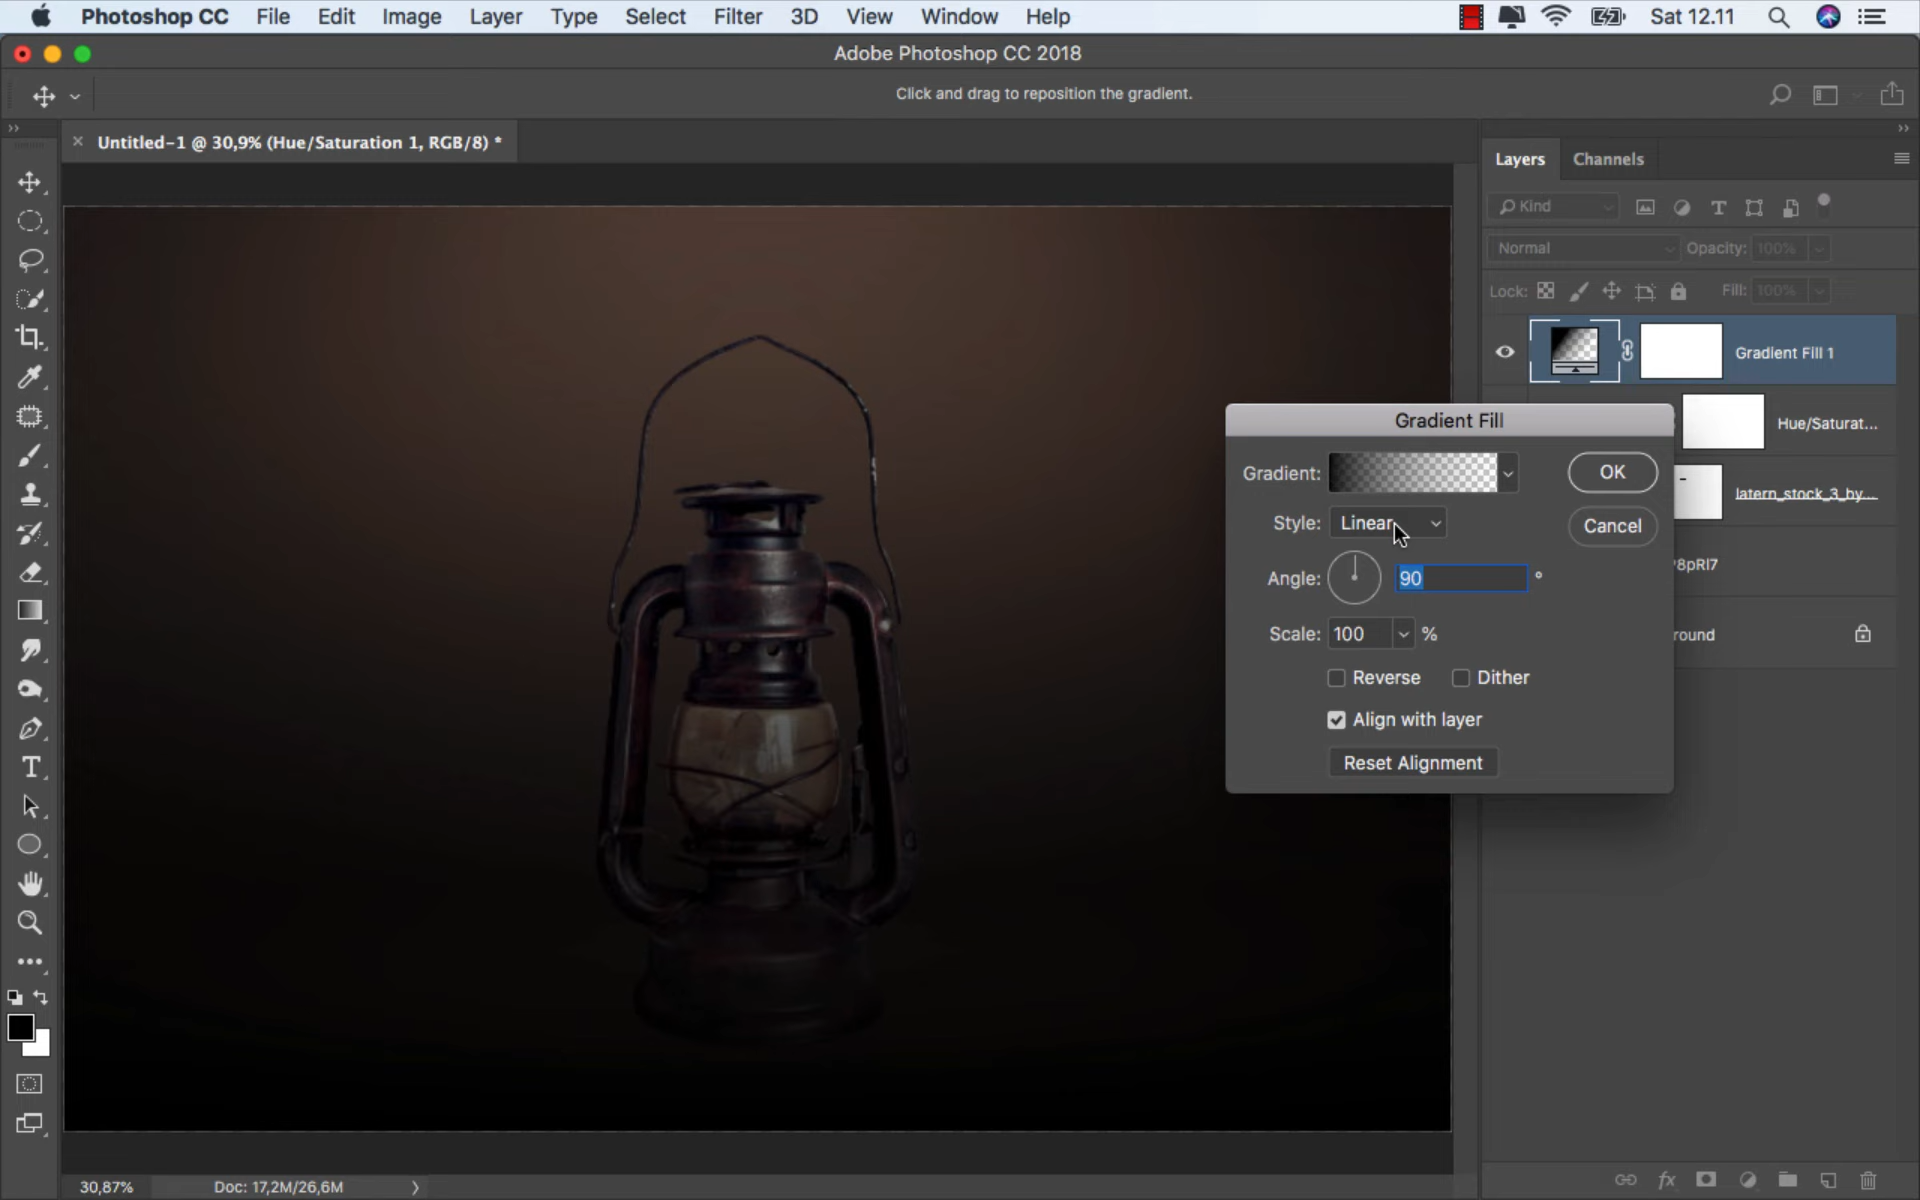 Photoshop CC File Edit Image Layer Type Select Filter 3D View Window Help Sat 12.11
Adobe Photoshop CC 2018
Click and drag to reposition the gradient.
Untitled-1 @ 30,9% (Hue/Saturation 1, RGB/8) *
Layers Channels
Kind
Normal Opacity: 100%
Lock: Fill: 100%
Gradient Fill 1
Gradient Fill
Hue/Saturat...
Gradient: OK
latern_stock_3_by...
Style: Linear Cancel
8pRI7
Angle: 90 °
Scale: 100 %
round
Reverse Dither
Align with layer
Reset Alignment
30,87% Doc: 17,2M/26,6M